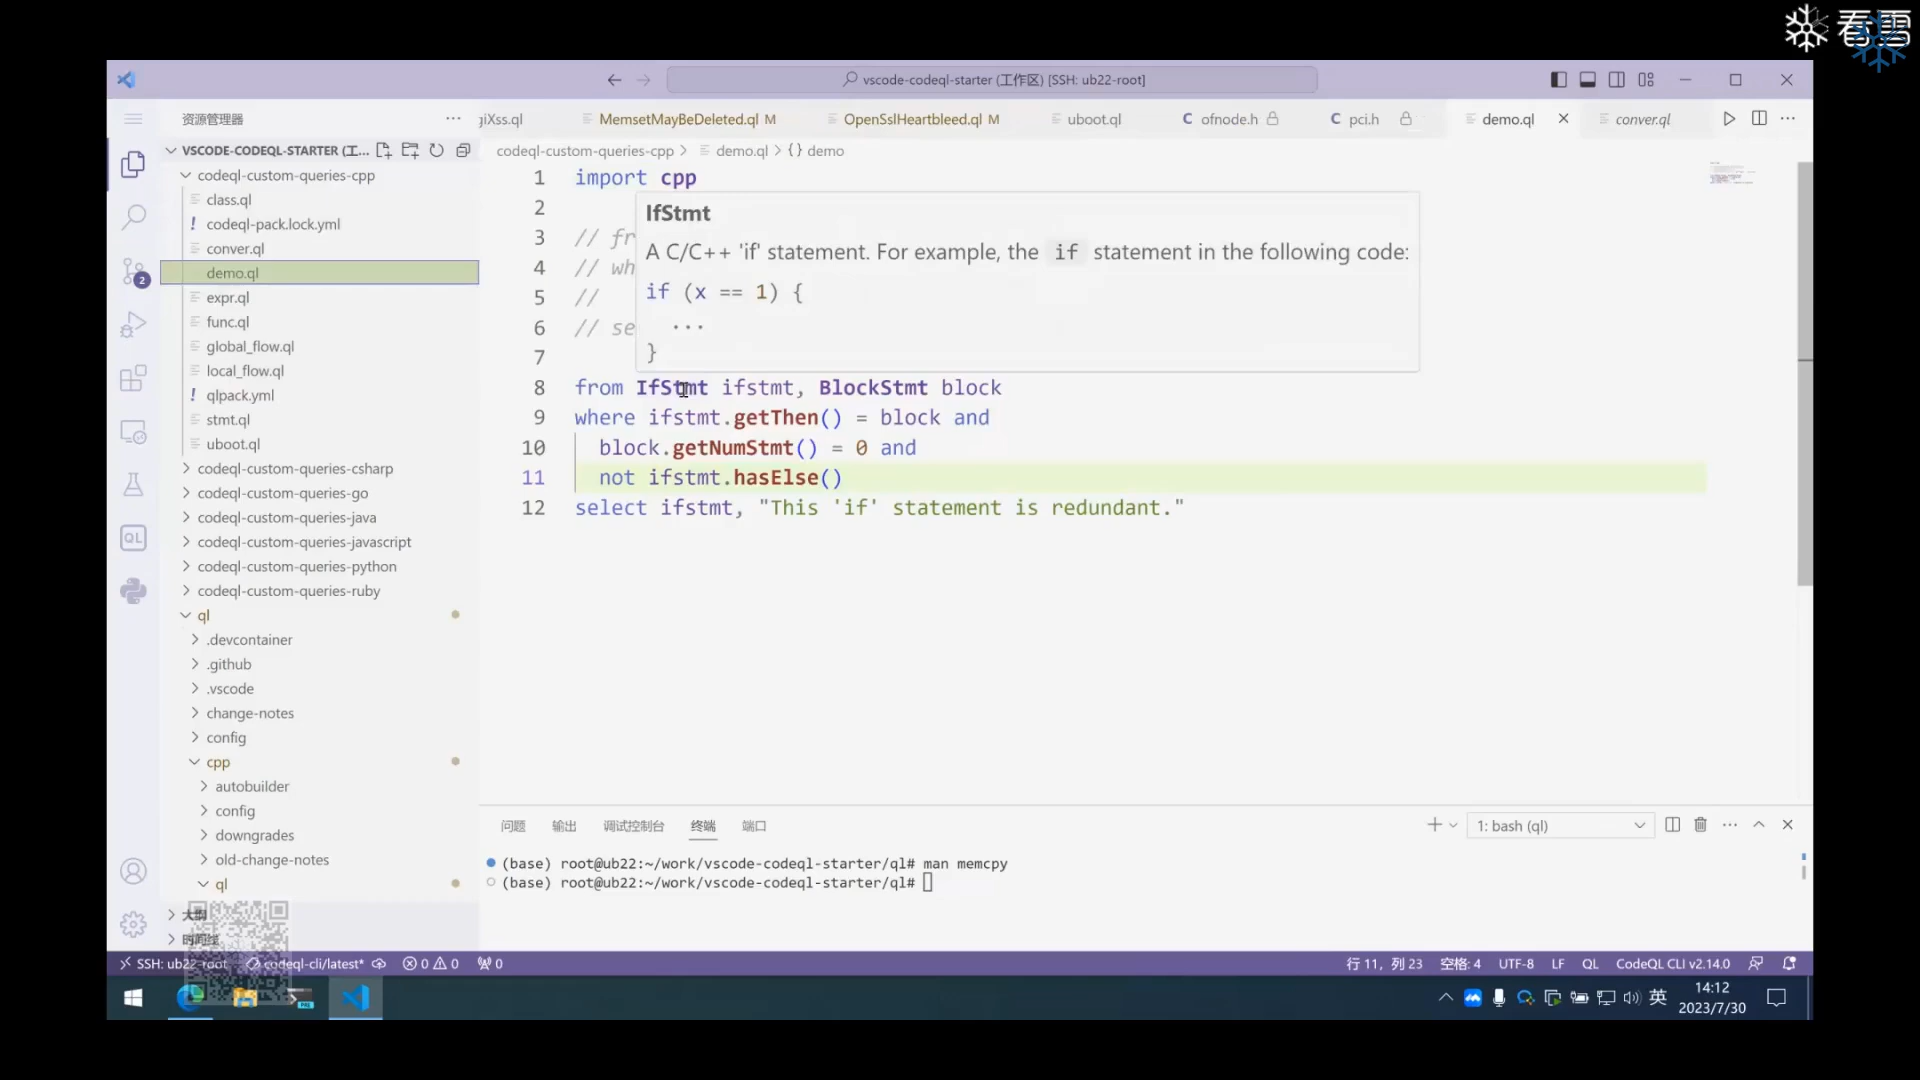 看雪
vscode-codeql-starter (工作区) [SSH: ub22-root]
资源管理器
giXss.ql
MemsetMayBeDeleted.ql M
OpenSslHeartbleed.ql M
uboot.ql
C ofnode.h
C pci.h
demo.ql
conver.ql
VSCODE-CODEQL-STARTER (工...
codeql-custom-queries-cpp > demo.ql > {} demo
codeql-custom-queries-cpp
class.ql
! codeql-pack.lock.yml
conver.ql
demo.ql
expr.ql
func.ql
global_flow.ql
local_flow.ql
! qlpack.yml
stmt.ql
uboot.ql
codeql-custom-queries-csharp
codeql-custom-queries-go
codeql-custom-queries-java
codeql-custom-queries-javascript
codeql-custom-queries-python
codeql-custom-queries-ruby
ql
.devcontainer
.github
.vscode
change-notes
config
cpp
autobuilder
config
downgrades
old-change-notes
ql
大纲
时间线
2
QL
1 import cpp
2
3 // fr
4 // wh
5 //
6 // se
7
IfStmt
A C/C++ 'if' statement. For example, the if statement in the following code:
if (x == 1) {
...
}
8 from IfStmt ifstmt, BlockStmt block
9 where ifstmt.getThen() = block and
10 block.getNumStmt() = 0 and
11 not ifstmt.hasElse()
12 select ifstmt, "This 'if' statement is redundant."
问题 输出 调试控制台 终端 端口
1: bash (ql)
(base) root@ub22:~/work/vscode-codeql-starter/ql# man memcpy
(base) root@ub22:~/work/vscode-codeql-starter/ql#
SSH: ub22-root codeql-cli/latest* 0 0 0
行 11，列 23 空格: 4 UTF-8 LF QL CodeQL CLI v2.14.0
英
14:12
2023/7/30